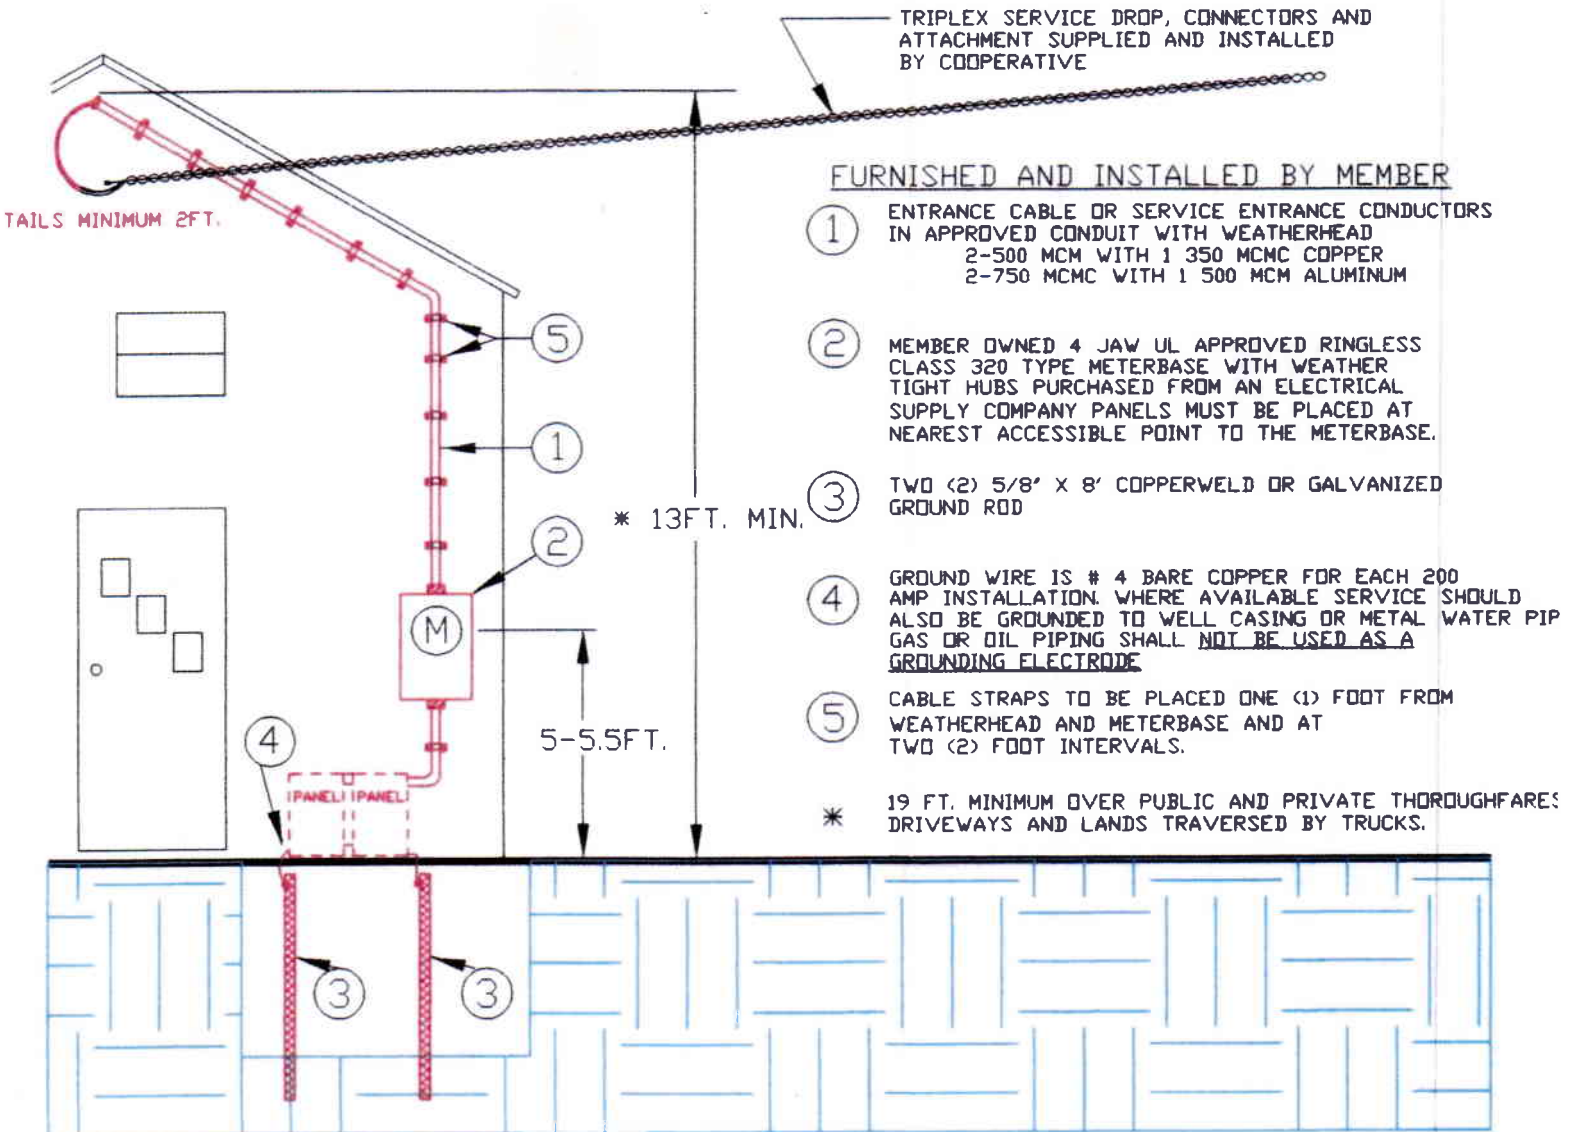 TRIPLEX SERVICE DROP, CONNECTORS AND
ATTACHMENT SUPPLIED AND INSTALLED
BY COOPERATIVE
TAILS MINIMUM 2FT.
FURNISHED AND INSTALLED BY MEMBER
1 ENTRANCE CABLE OR SERVICE ENTRANCE CONDUCTORS
IN APPROVED CONDUIT WITH WEATHERHEAD
2-500 MCM WITH 1 350 MCMC COPPER
2-750 MCMC WITH 1 500 MCM ALUMINUM
2 MEMBER OWNED 4 JAW UL APPROVED RINGLESS
CLASS 320 TYPE METERBASE WITH WEATHER
TIGHT HUBS PURCHASED FROM AN ELECTRICAL
SUPPLY COMPANY PANELS MUST BE PLACED AT
NEAREST ACCESSIBLE POINT TO THE METERBASE.
3 TWO (2) 5/8" X 8' COPPERWELD OR GALVANIZED
GROUND ROD
4 GROUND WIRE IS # 4 BARE COPPER FOR EACH 200
AMP INSTALLATION. WHERE AVAILABLE SERVICE SHOULD
ALSO BE GROUNDED TO WELL CASING OR METAL WATER PIP
GAS OR OIL PIPING SHALL NOT BE USED AS A
GROUNDING ELECTRODE
5 CABLE STRAPS TO BE PLACED ONE (1) FOOT FROM
WEATHERHEAD AND METERBASE AND AT
TWO (2) FOOT INTERVALS.
* 19 FT. MINIMUM OVER PUBLIC AND PRIVATE THOROUGHFARES
DRIVEWAYS AND LANDS TRAVERSED BY TRUCKS.
5
1
* 13FT. MIN.
2
M
5-5.5FT.
4
PANEL PANEL
3 3